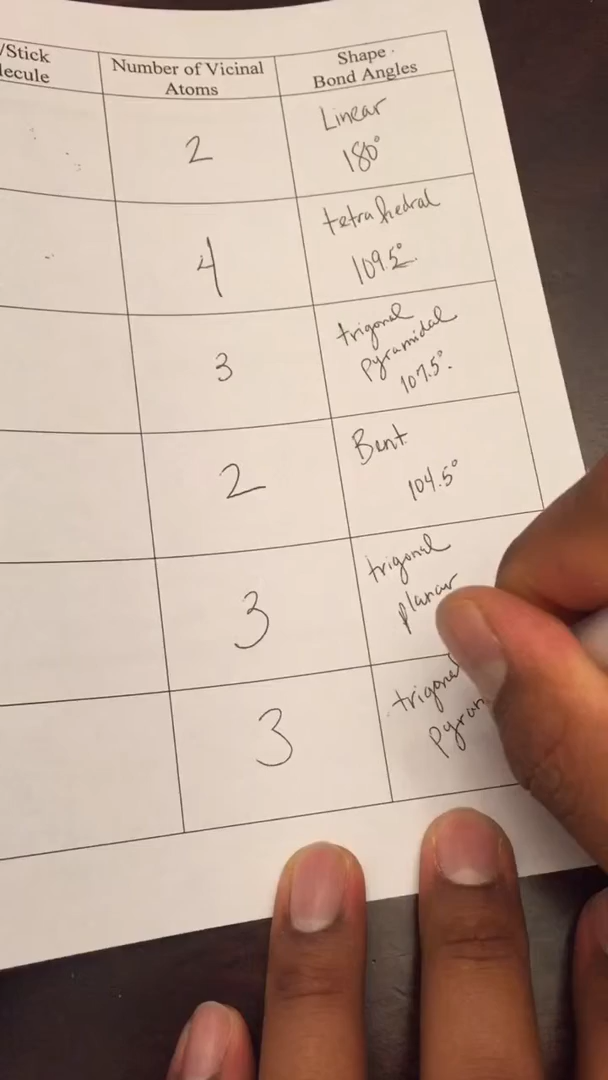 /Stick
lecule
Number of Vicinal
Atoms
Shape
Bond Angles
2
Linear
180°
4
tetrahedral
109.5°
3
trigonal
pyramidal
107.5°
2
Bent
104.5°
3
trigonal
planar
3
trigonal
pyram